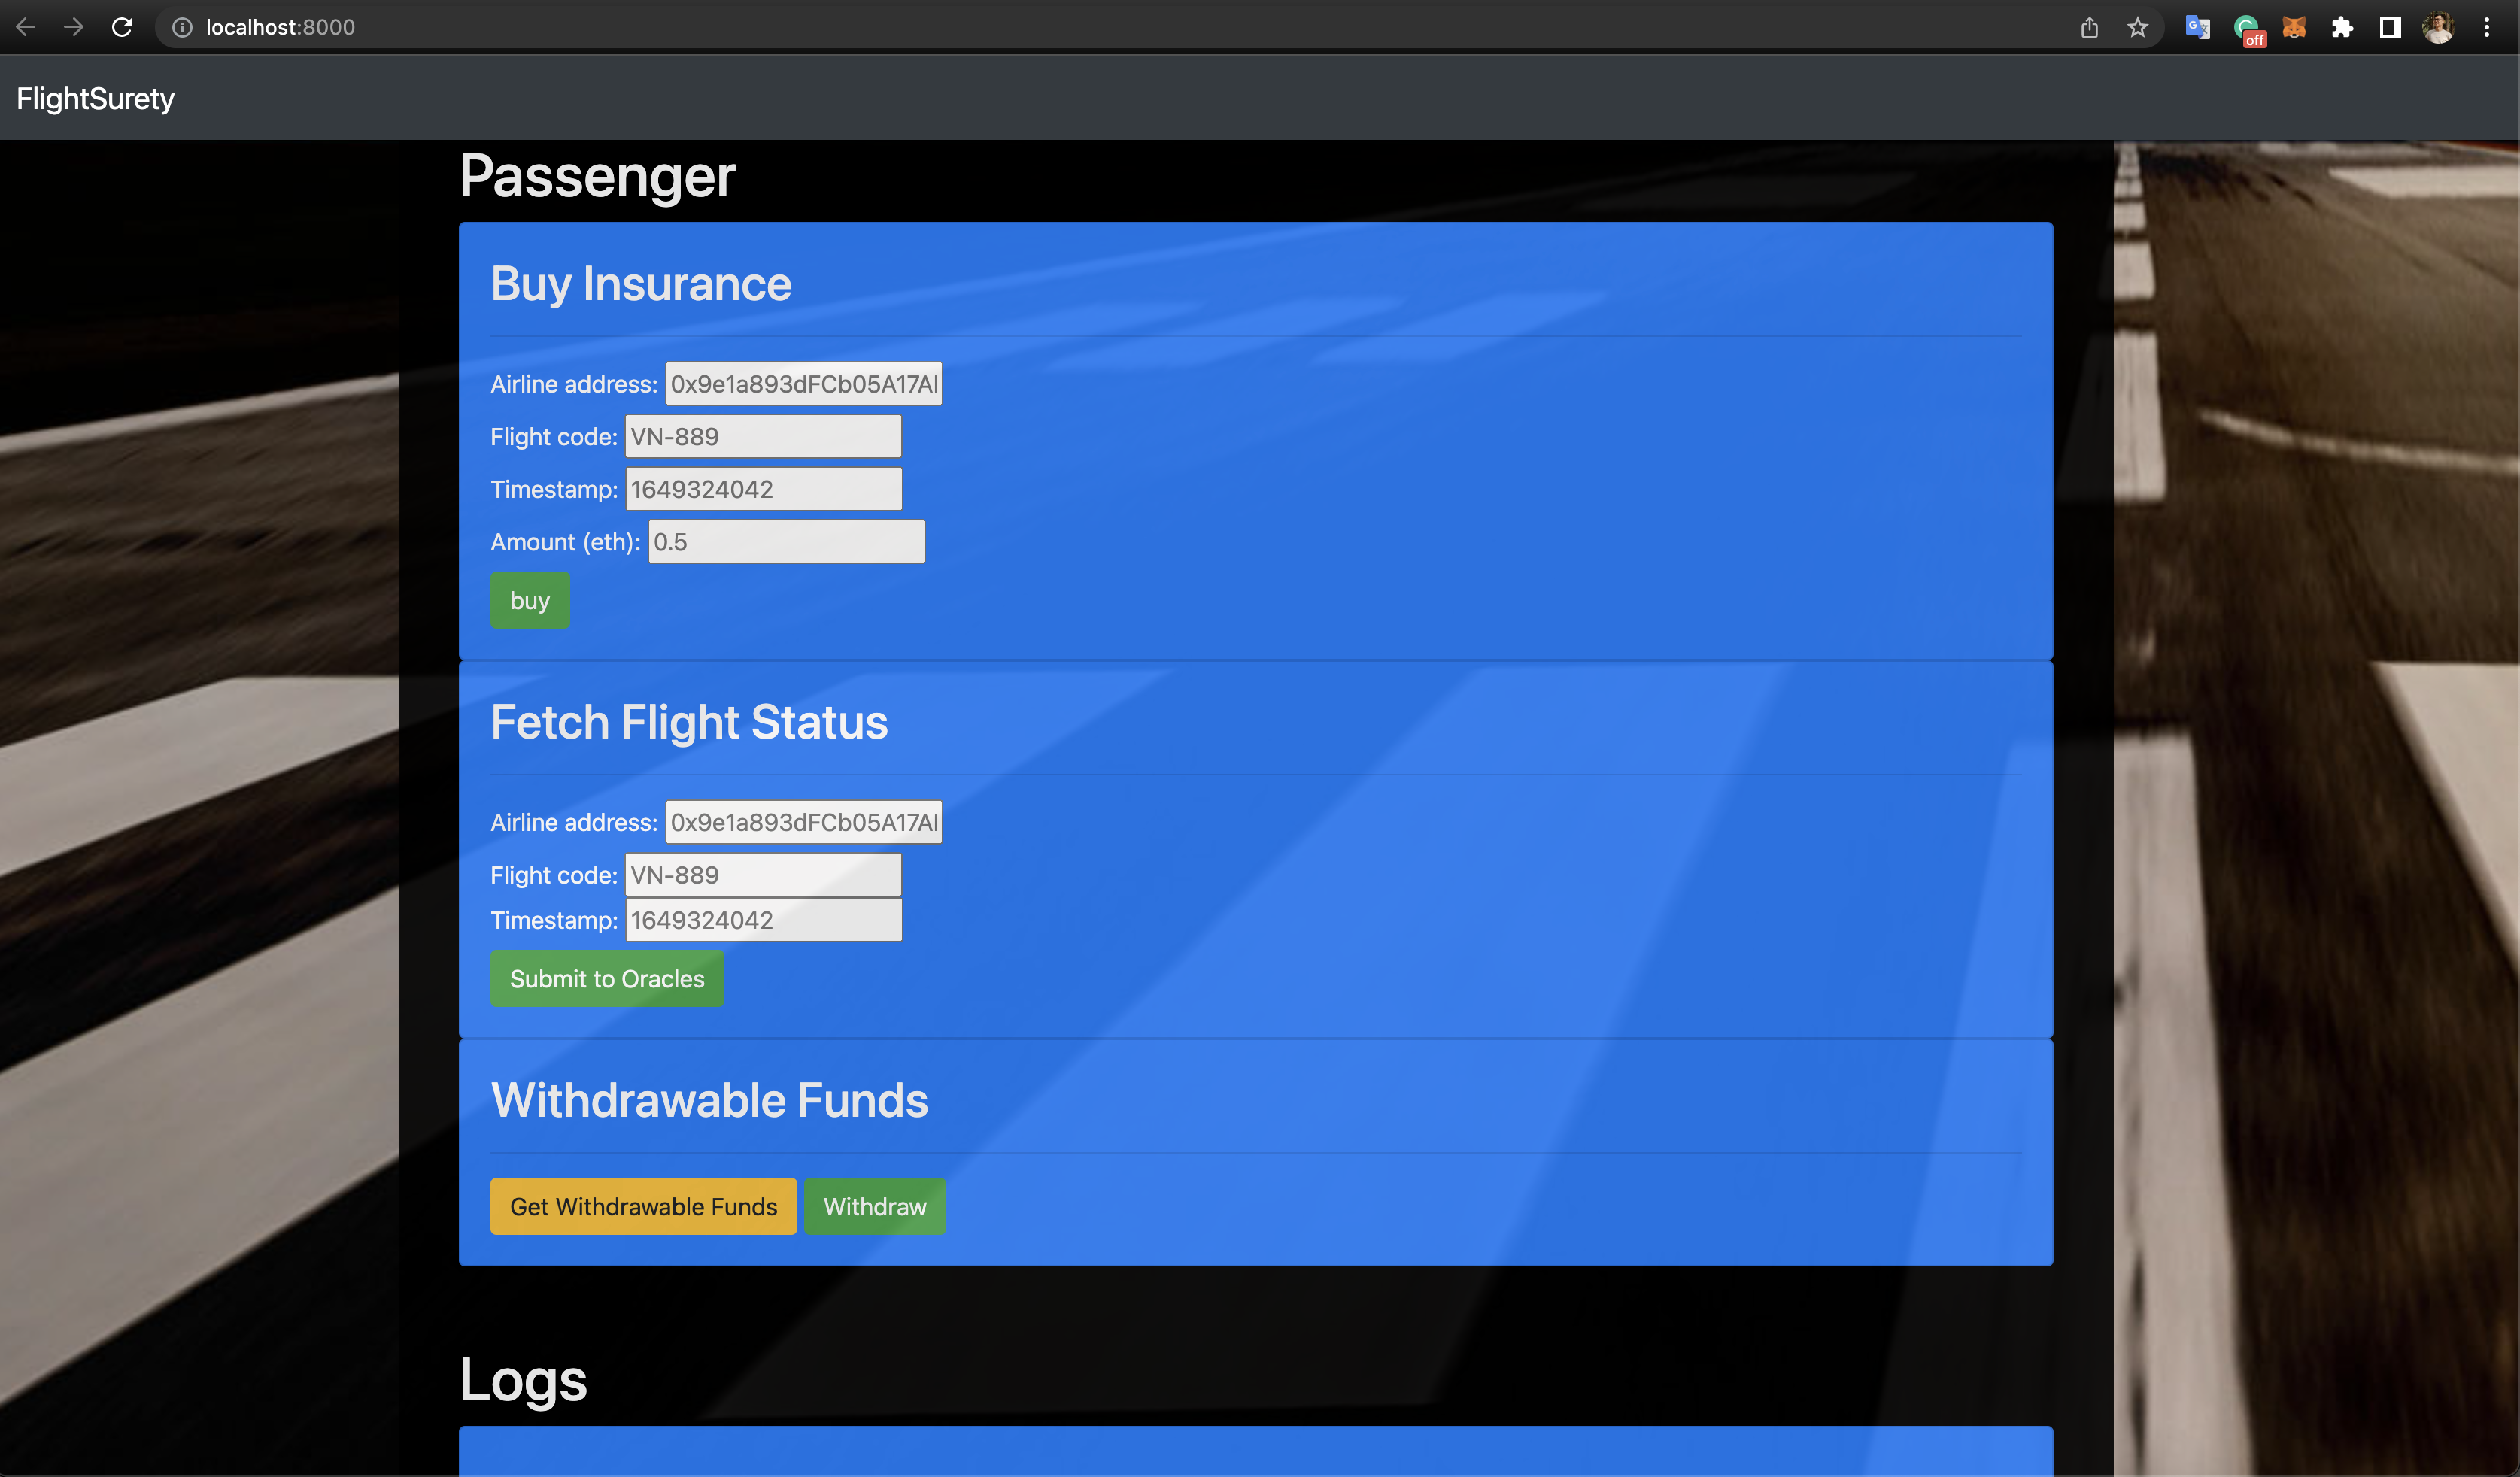 localhost:8000
off
FlightSurety
Passenger
Buy Insurance
Airline address: 0x9e1a893dFCb05A17A
Flight code: VN-889
Timestamp: 1649324042
Amount (eth): 0.5
buy
Fetch Flight Status
Airline address: 0x9e1a893dFCb05A17A
Flight code: VN-889
Timestamp: 1649324042
Submit to Oracles
Withdrawable Funds
Get Withdrawable Funds Withdraw
Logs